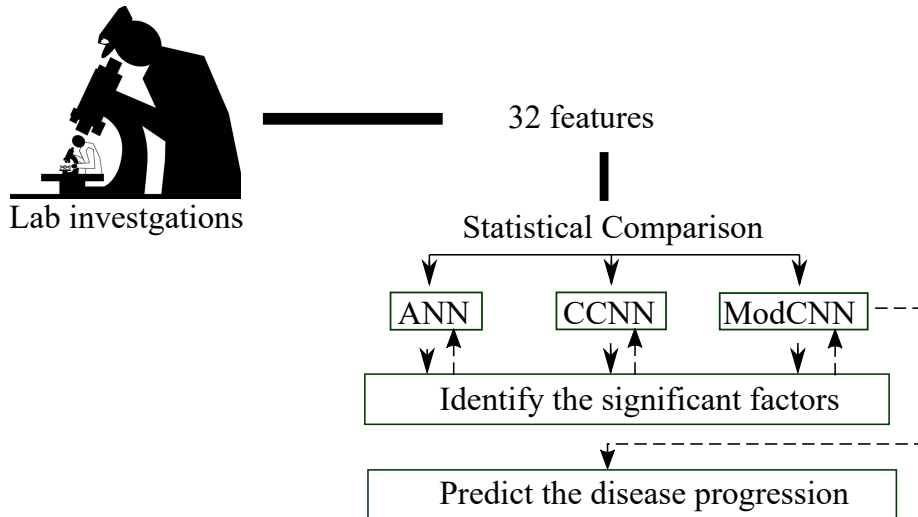 32 features
Lab investgations
Statistical Comparison
ANN
CCNN
ModCNN
Identify the significant factors
Predict the disease progression